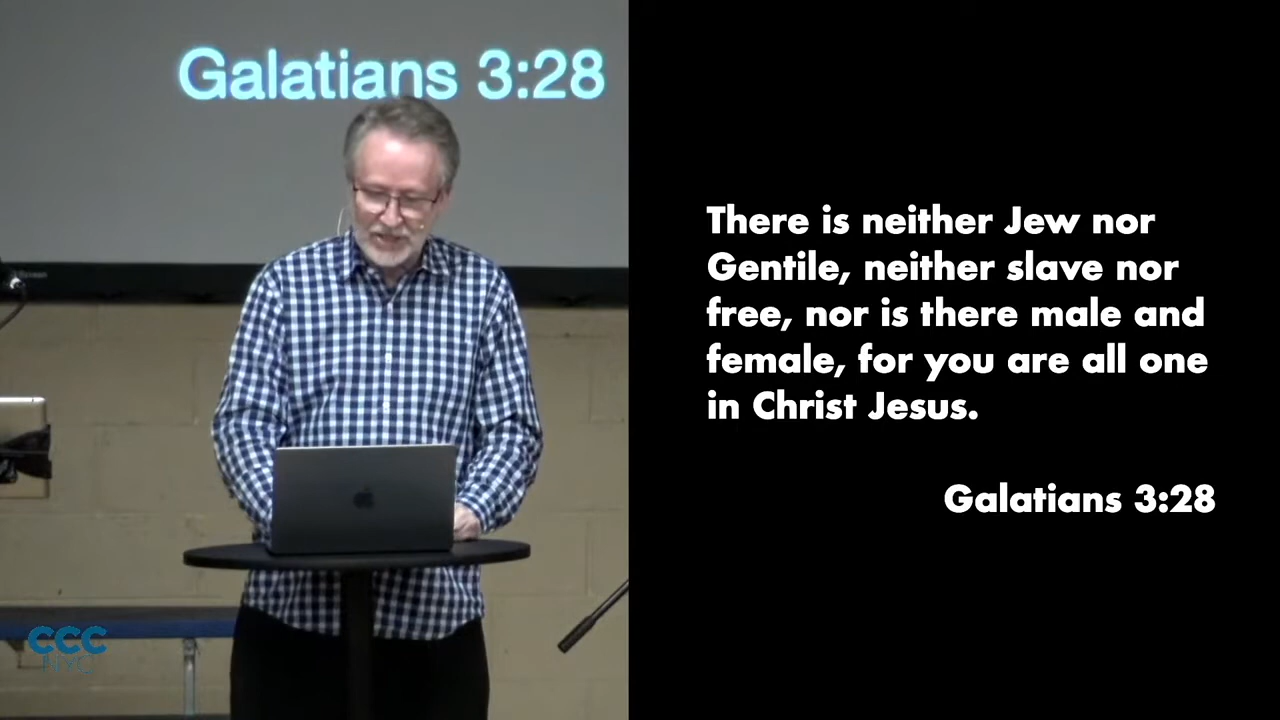 Galatians 3:28
There is neither Jew nor
Gentile, neither slave nor
free, nor is there male and
female, for you are all one
in Christ Jesus.
Galatians 3:28
CCC
NYC